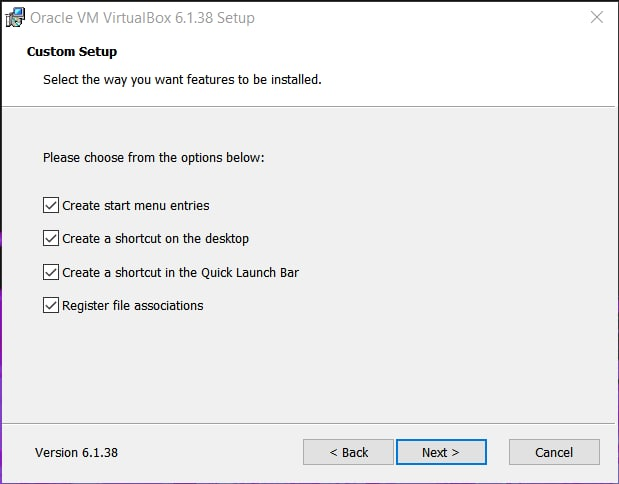 Oracle VM VirtualBox 6.1.38 Setup
Custom Setup
Select the way you want features to be installed.
Please choose from the options below:
Create start menu entries
Create a shortcut on the desktop
Create a shortcut in the Quick Launch Bar
Register file associations
Version 6.1.38
< Back
Next >
Cancel